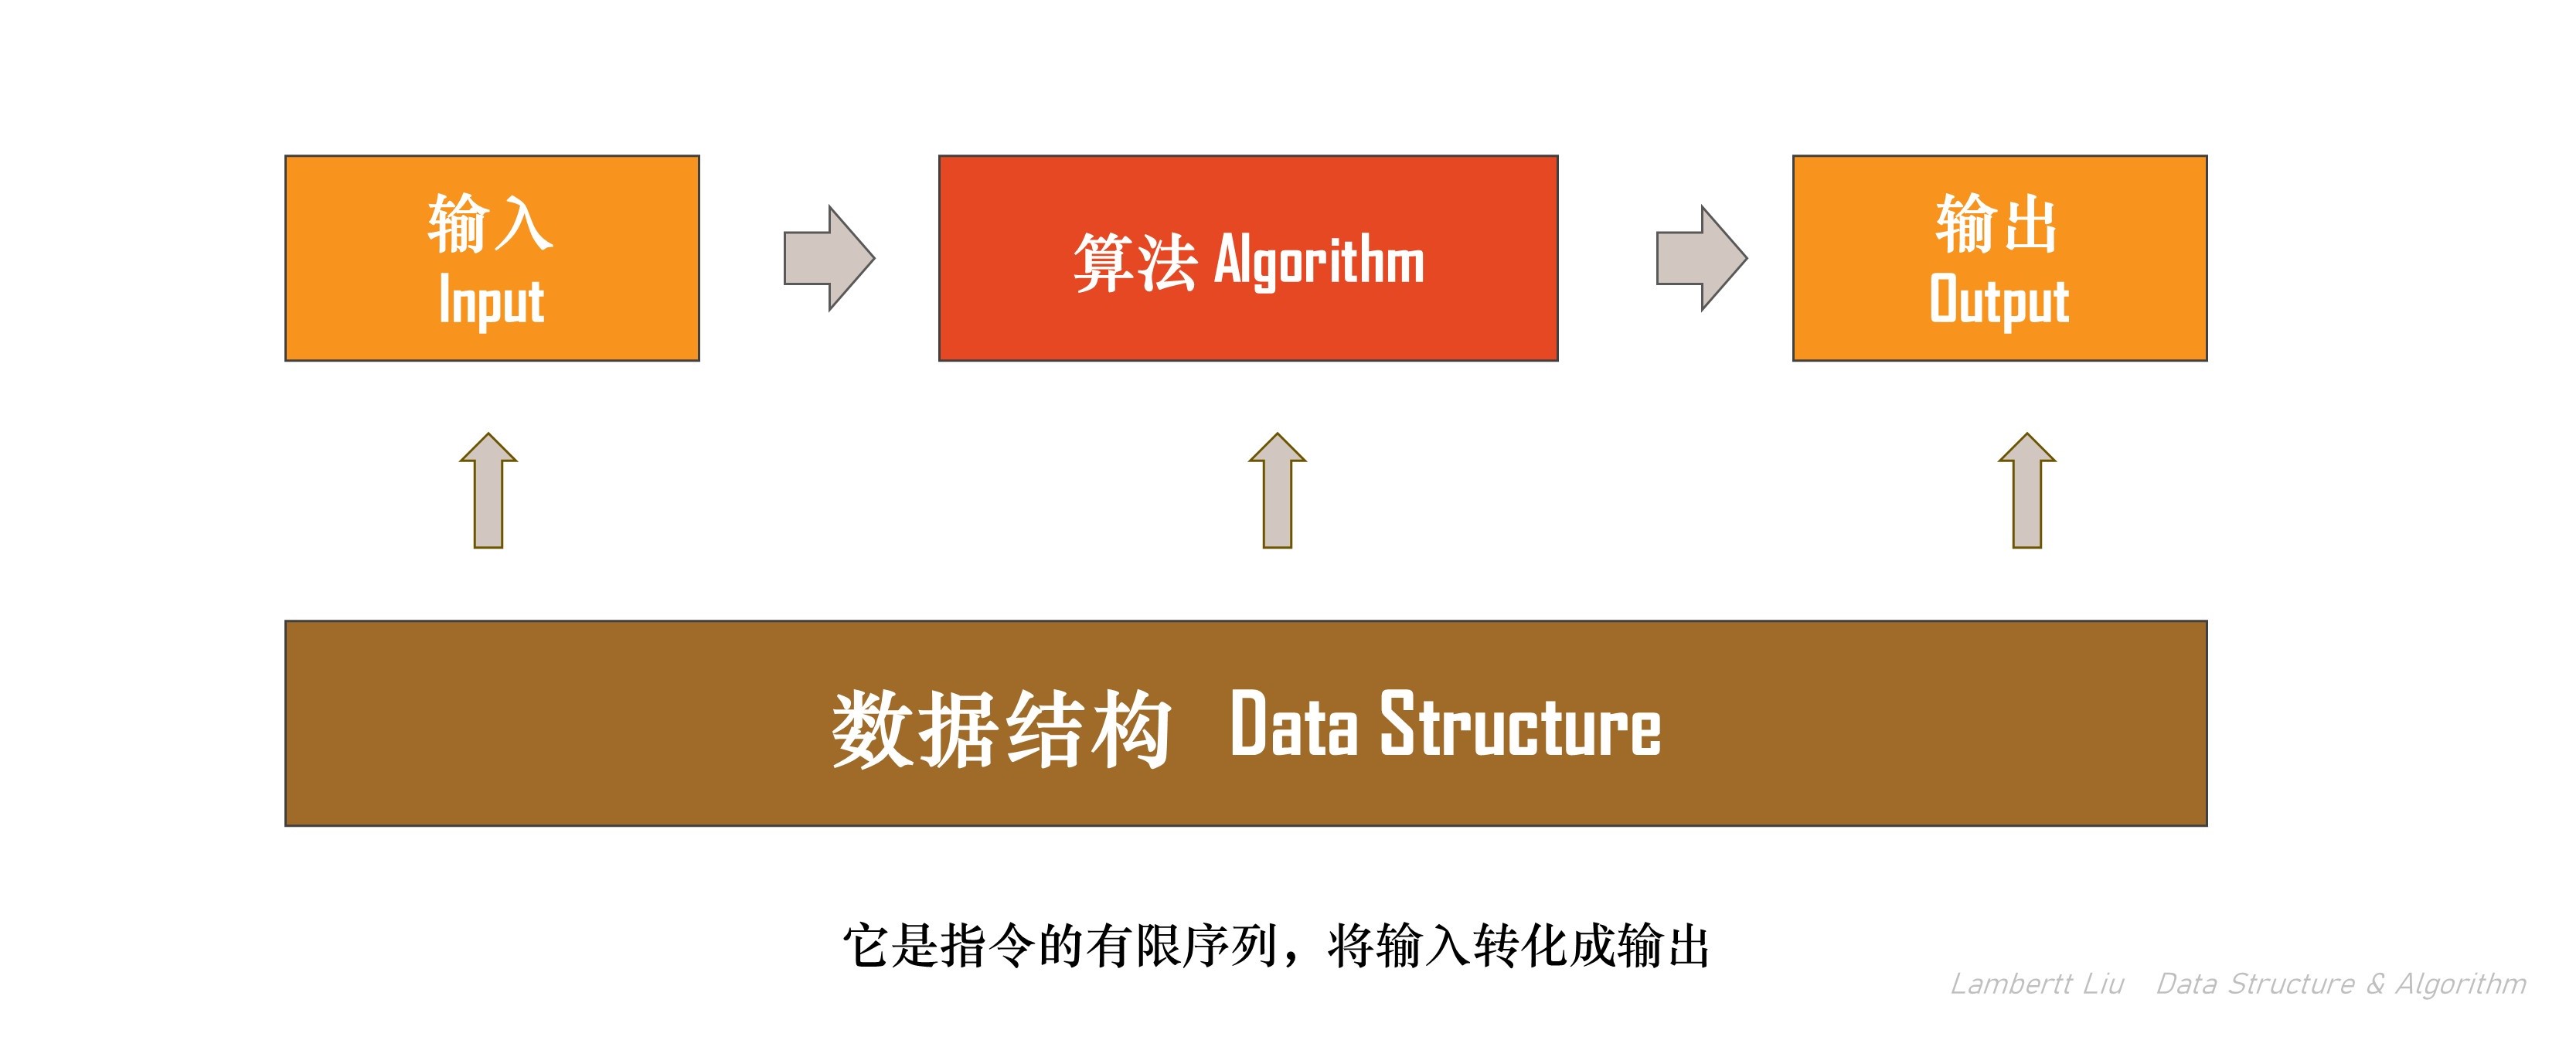 输入
Input
算法 Algorithm
输出
Output
数据结构 Data Structure
它是指令的有限序列，将输入转化成输出
Lambertt Liu Data Structure & Algorithm